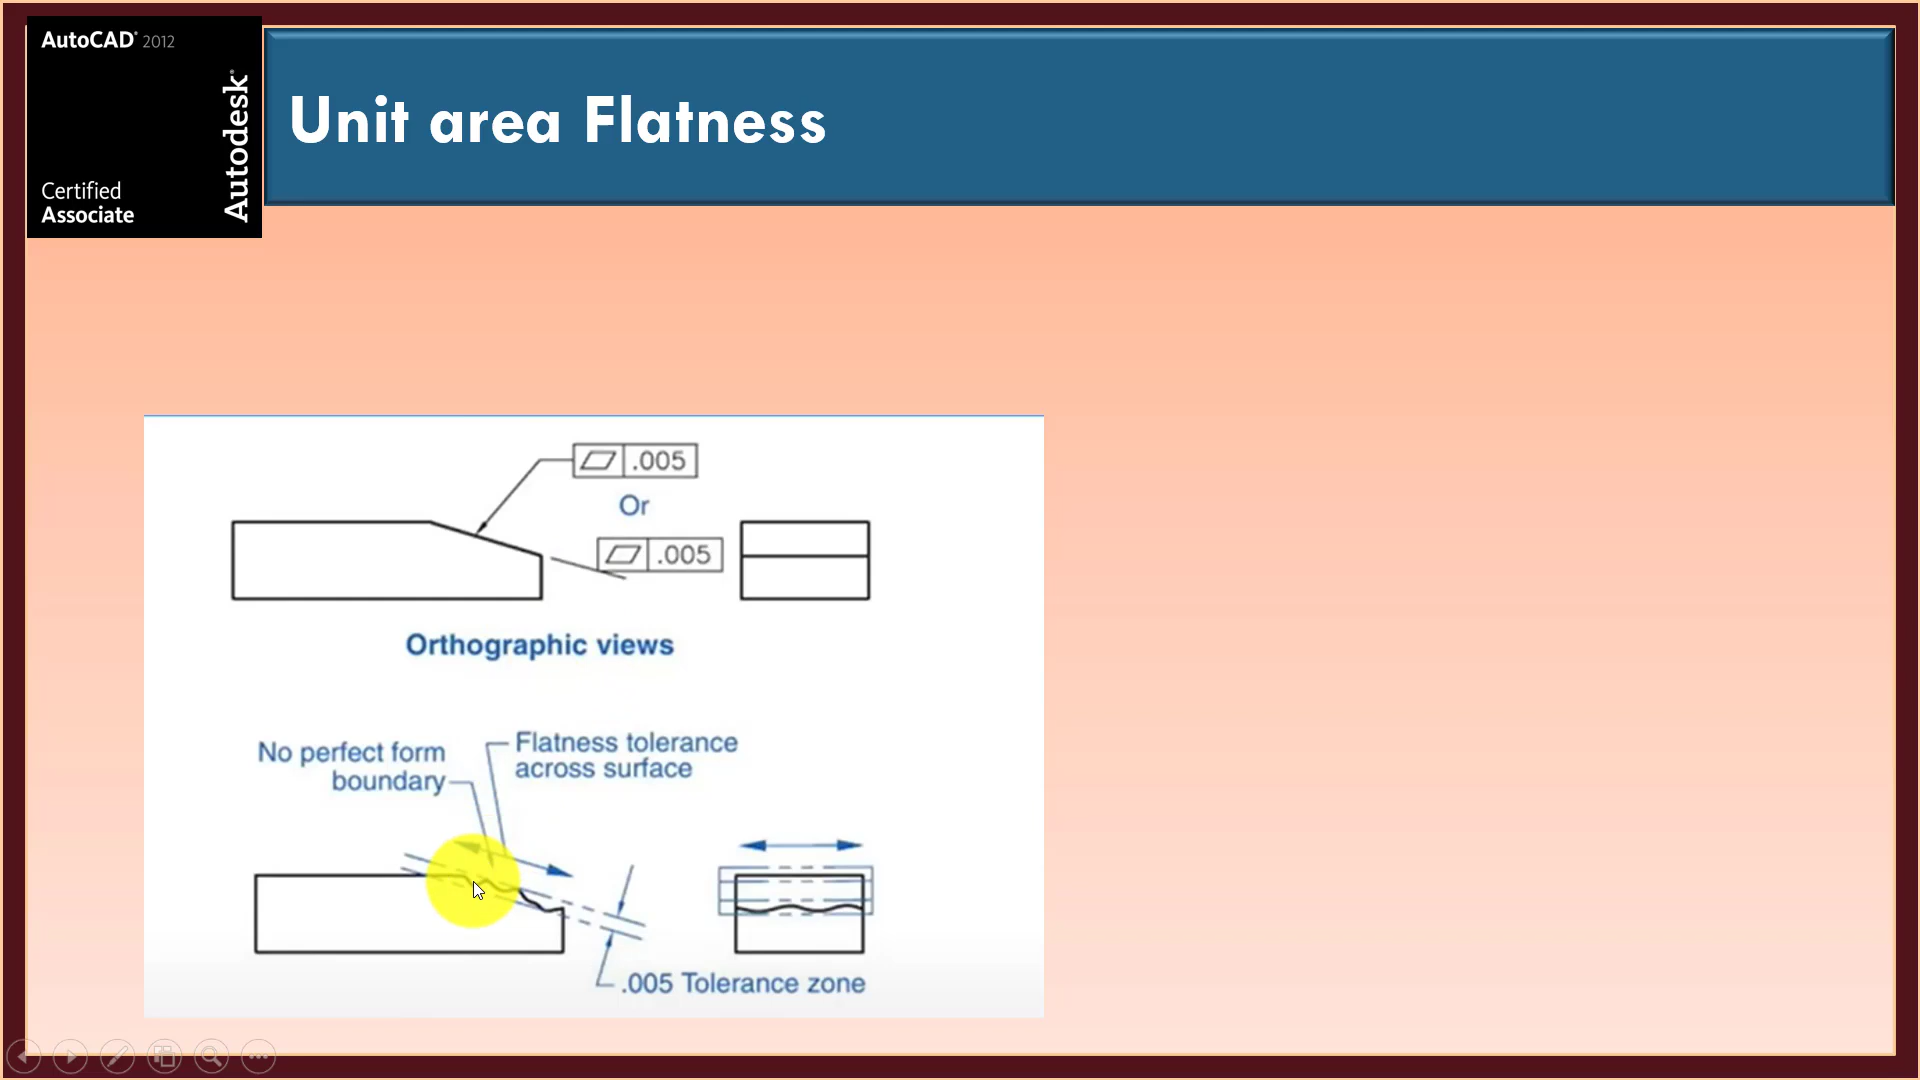 AutoCAD® 2012
Autodesk®
Certified
Associate
Unit area Flatness
.005
Or
.005
Orthographic views
No perfect form
boundary
Flatness tolerance
across surface
.005 Tolerance zone